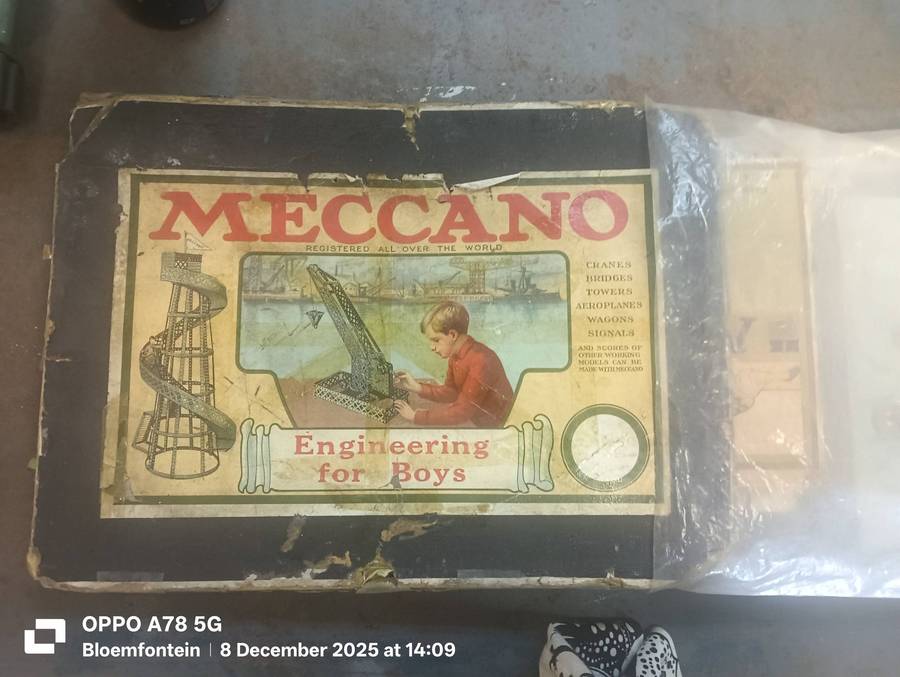 MECCANO
REGISTERED ALL OVER THE WORLD
CRANES
BRIDGES
TOWERS
AEROPLANES
WAGONS
SIGNALS
AND SCORES OF
OTHER WORKING
MODELS CAN BE
MADE WITH MECCANO
Engineering
for Boys
OPPO A78 5G
Bloemfontein | 8 December 2025 at 14:09